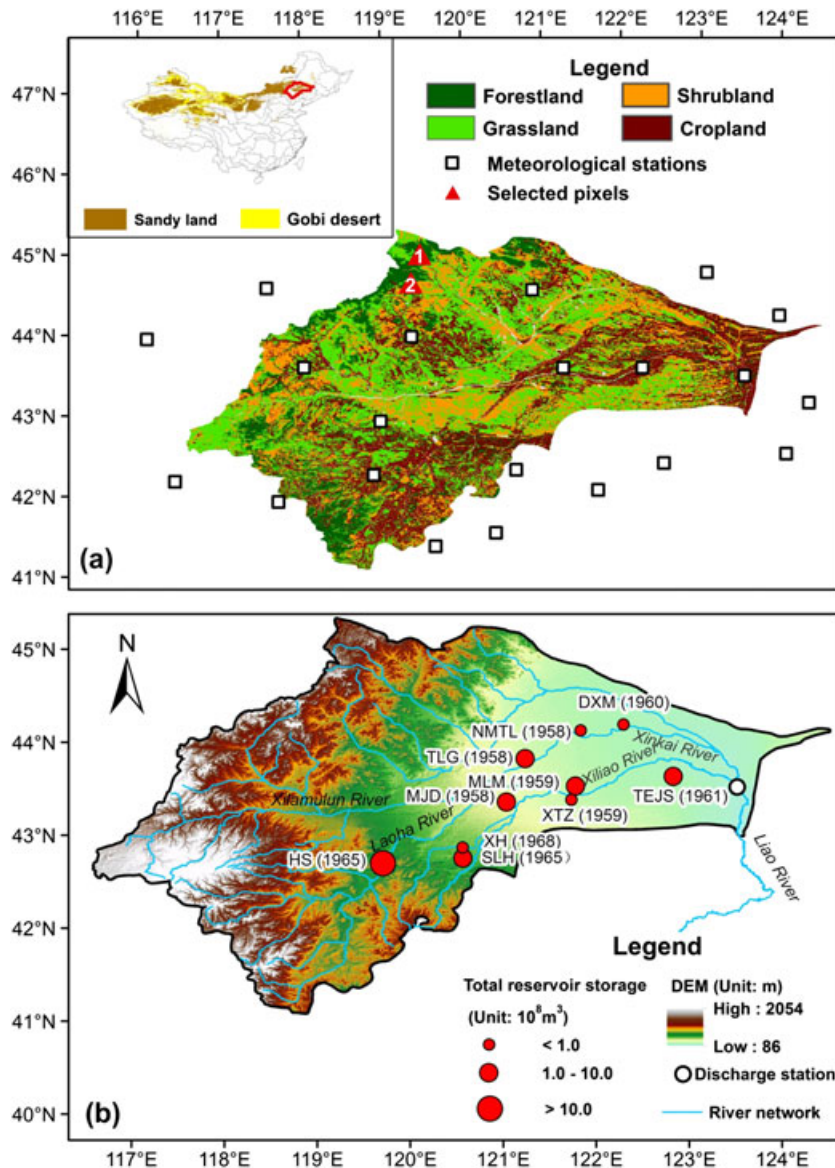 116°E 117°E 118°E 119°E 120°E 121°E 122°E 123°E 124°E
47°N
46°N
45°N
44°N
43°N
42°N
41°N
Sandy land Gobi desert
Legend
Forestland Shrubland
Grassland Cropland
Meteorological stations
Selected pixels
1
2
(a)
N
45°N
44°N
43°N
42°N
41°N
40°N
DXM (1960)
NMTL (1958)
Xinkai River
TLG (1958)
Xiliao River
MLM (1959)
MJD (1958)
TEJS (1961)
Xilamulun River
XTZ (1959)
Laoha River
XH (1968)
HS (1965)
SLH (1965）
Liao River
Legend
Total reservoir storage
(Unit: 10⁸m³)
< 1.0
1.0 - 10.0
> 10.0
DEM (Unit: m)
High : 2054
Low : 86
Discharge station
River network
(b)
117°E 118°E 119°E 120°E 121°E 122°E 123°E 124°E